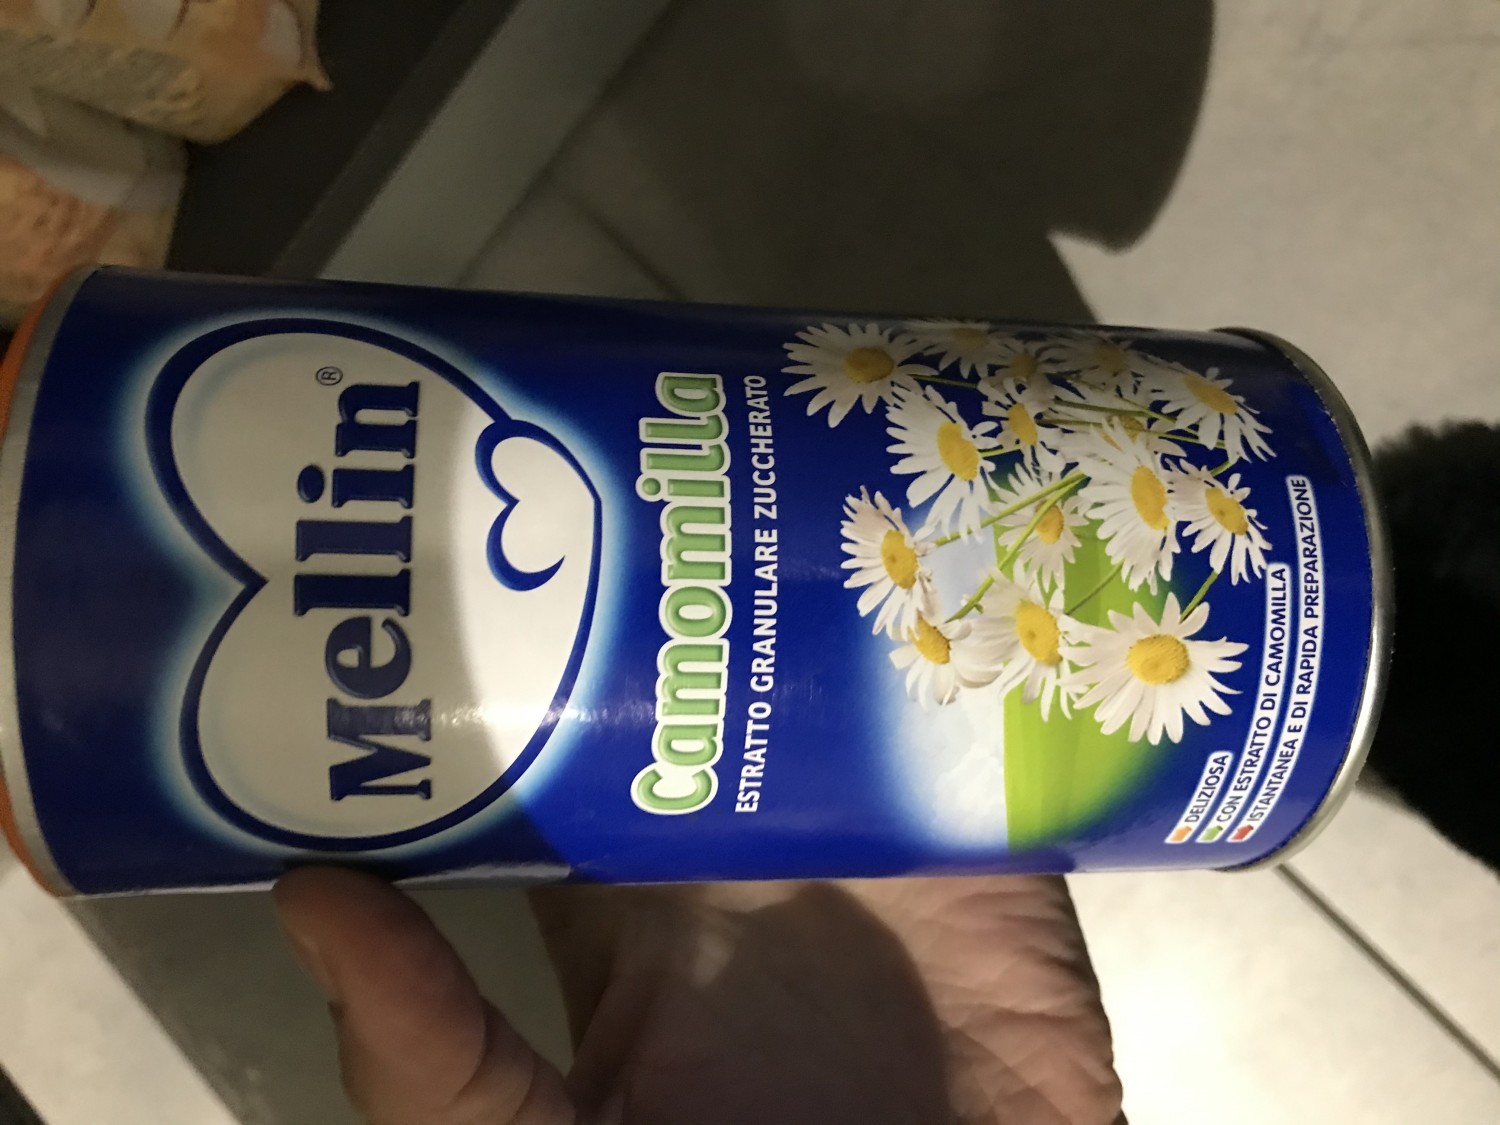 Mellin®
Camomilla
ESTRATTO GRANULARE ZUCCHERATO
DELIZIOSA
CON ESTRATTO DI CAMOMILLA
ISTANTANEA E DI RAPIDA PREPARAZIONE